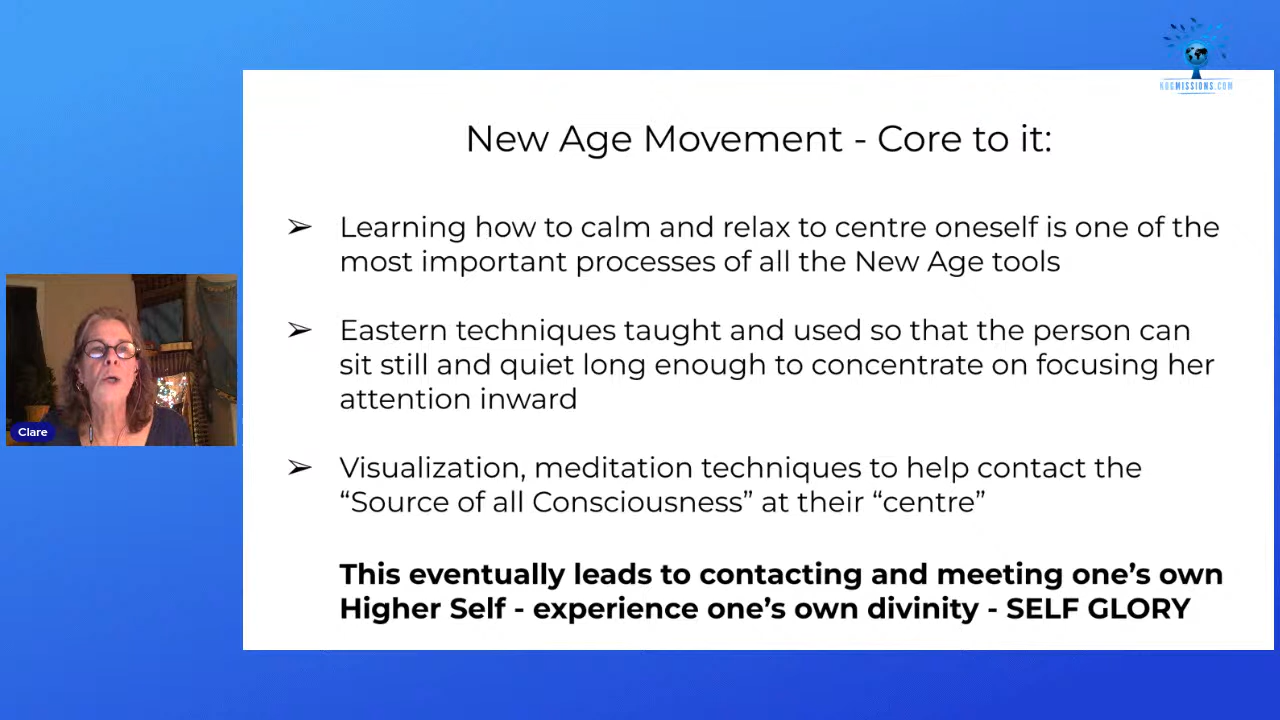 KOGMISSIONS.COM
New Age Movement - Core to it:
➢ Learning how to calm and relax to centre oneself is one of the
most important processes of all the New Age tools
➢ Eastern techniques taught and used so that the person can
sit still and quiet long enough to concentrate on focusing her
attention inward
➢ Visualization, meditation techniques to help contact the
“Source of all Consciousness” at their “centre”
This eventually leads to contacting and meeting one’s own
Higher Self - experience one’s own divinity - SELF GLORY
Clare